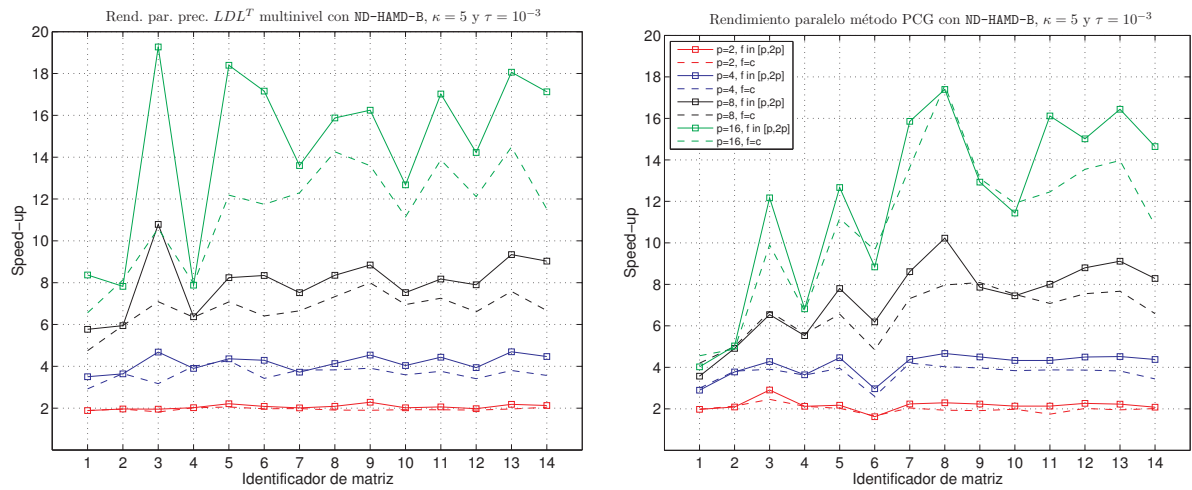 Rend. par. prec. LDL^T multinivel con ND-HAMD-B, κ = 5 y τ = 10^−3
Speed−up
20
18
16
14
12
10
8
6
4
2
1 2 3 4 5 6 7 8 9 10 11 12 13 14
Identificador de matriz
Rendimiento paralelo método PCG con ND-HAMD-B, κ = 5 y τ = 10^−3
Speed−up
20
18
16
14
12
10
8
6
4
2
p=2, f in [p,2p]
p=2, f=c
p=4, f in [p,2p]
p=4, f=c
p=8, f in [p,2p]
p=8, f=c
p=16, f in [p,2p]
p=16, f=c
1 2 3 4 5 6 7 8 9 10 11 12 13 14
Identificador de matriz